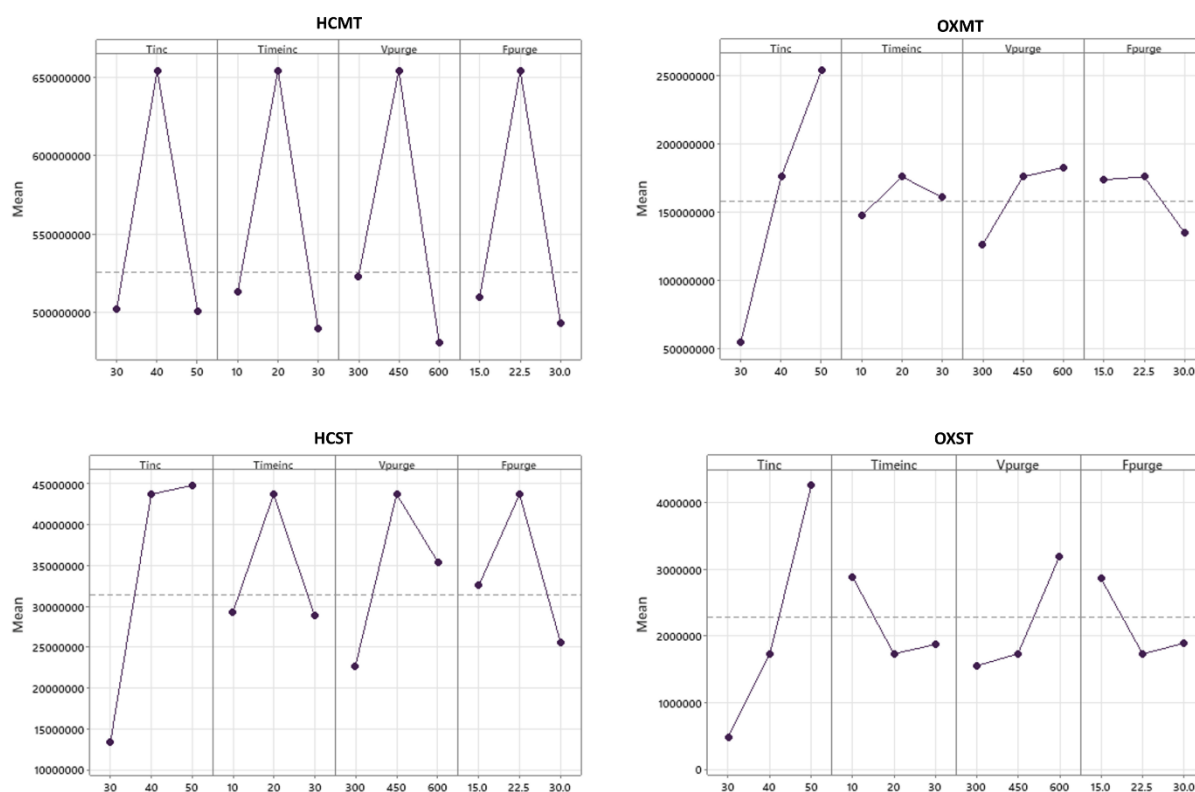 HCMT
Tinc Timeinc Vpurge Fpurge
650000000
600000000
550000000
500000000
Mean
30 40 50 10 20 30 300 450 600 15.0 22.5 30.0
OXMT
Tinc Timeinc Vpurge Fpurge
250000000
200000000
150000000
100000000
50000000
Mean
30 40 50 10 20 30 300 450 600 15.0 22.5 30.0
HCST
Tinc Timeinc Vpurge Fpurge
45000000
40000000
35000000
30000000
25000000
20000000
15000000
10000000
Mean
30 40 50 10 20 30 300 450 600 15.0 22.5 30.0
OXST
Tinc Timeinc Vpurge Fpurge
4000000
3000000
2000000
1000000
0
Mean
30 40 50 10 20 30 300 450 600 15.0 22.5 30.0